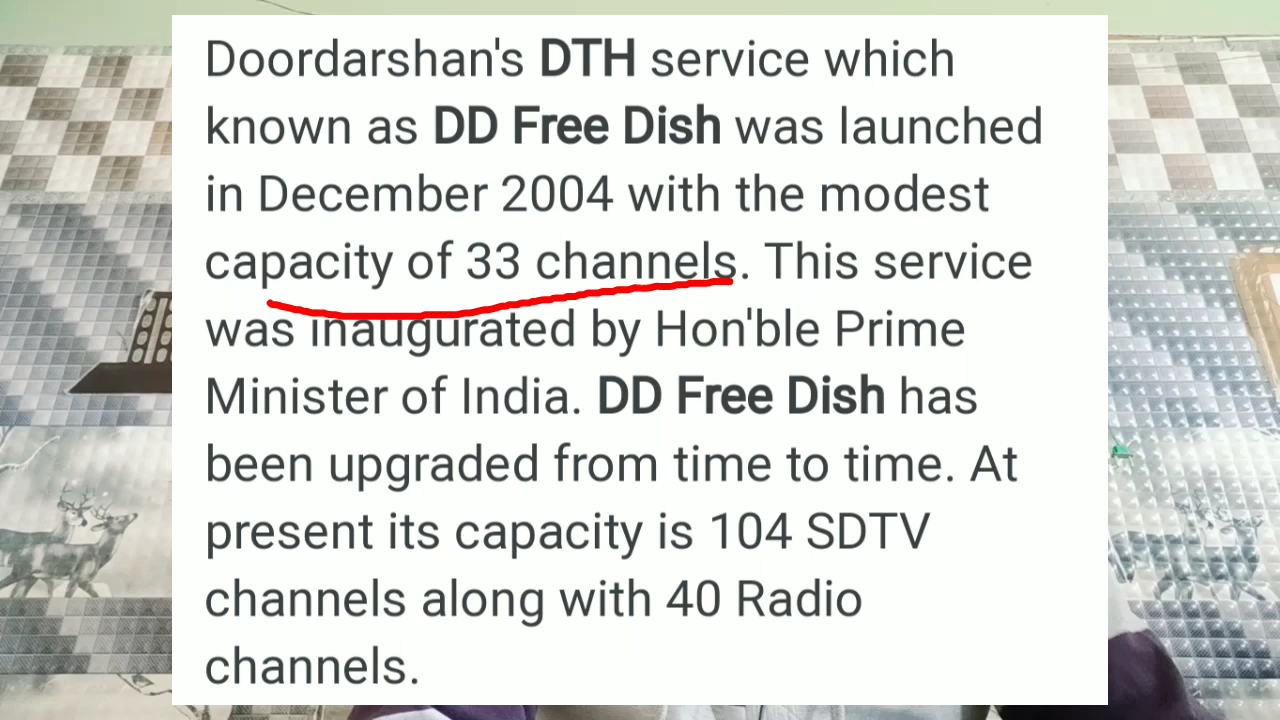 Doordarshan's DTH service which
known as DD Free Dish was launched
in December 2004 with the modest
capacity of 33 channels. This service
was inaugurated by Hon'ble Prime
Minister of India. DD Free Dish has
been upgraded from time to time. At
present its capacity is 104 SDTV
channels along with 40 Radio
channels.